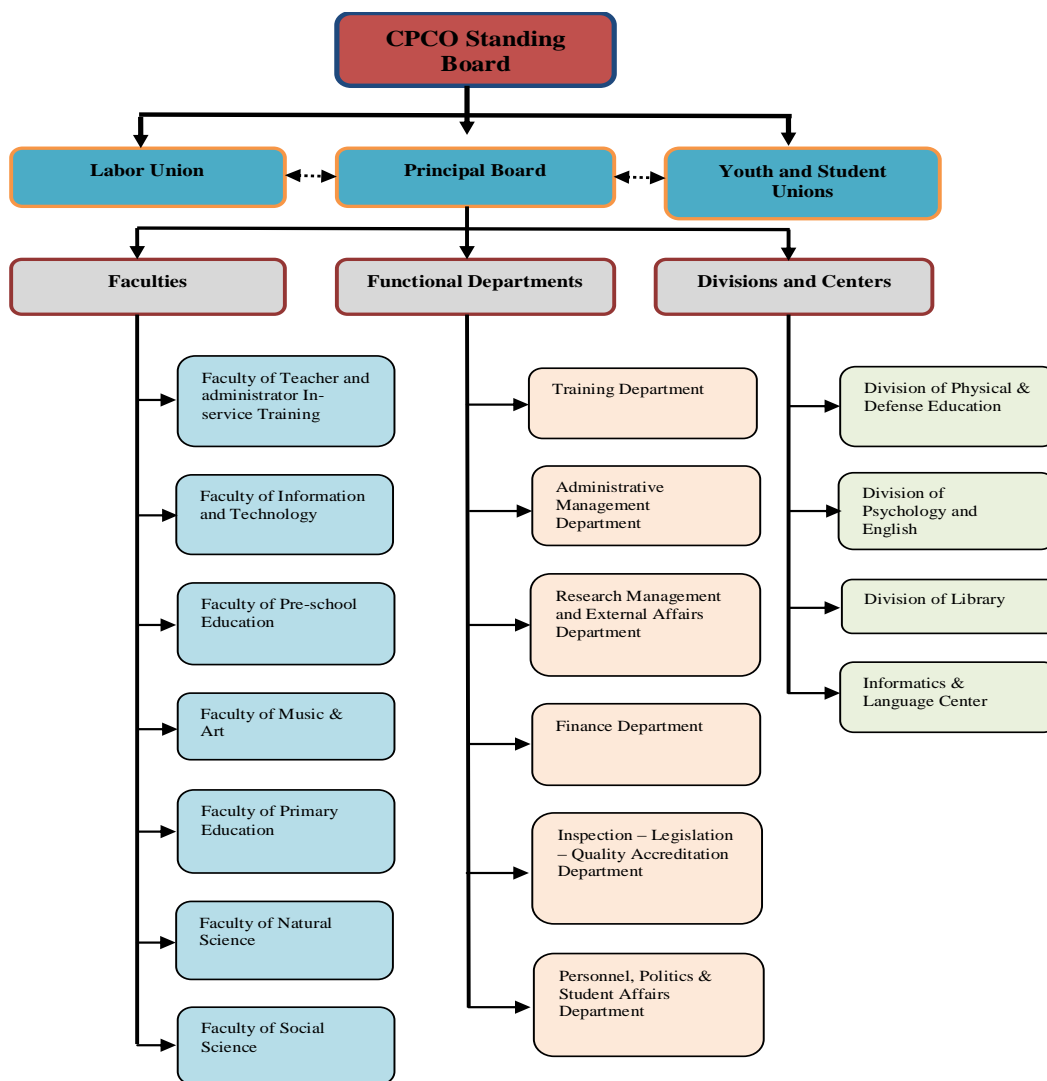 CPCO Standing
Board
Labor Union
Principal Board
Youth and Student
Unions
Faculties
Functional Departments
Divisions and Centers
Faculty of Teacher and
administrator In-
service Training
Faculty of Information
and Technology
Faculty of Pre-school
Education
Faculty of Music &
Art
Faculty of Primary
Education
Faculty of Natural
Science
Faculty of Social
Science
Training Department
Administrative
Management
Department
Research Management
and External Affairs
Department
Finance Department
Inspection – Legislation
– Quality Accreditation
Department
Personnel, Politics &
Student Affairs
Department
Division of Physical &
Defense Education
Division of
Psychology and
English
Division of Library
Informatics &
Language Center